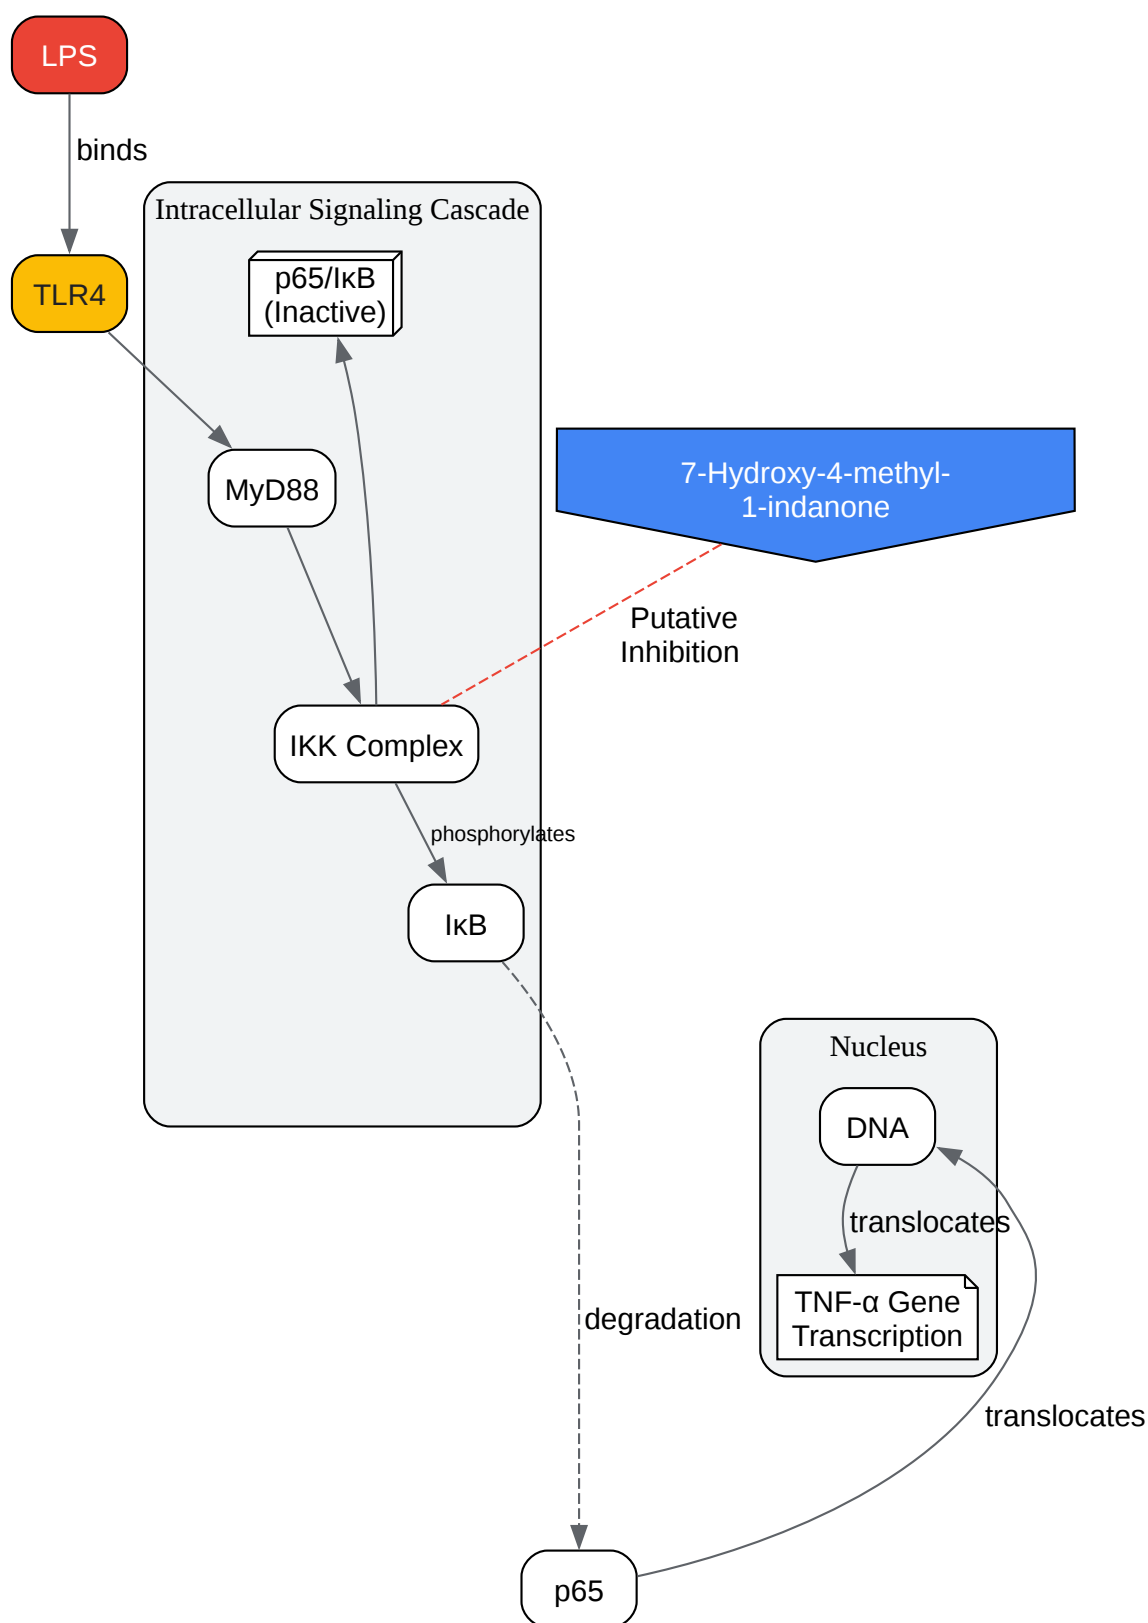 LPS
binds
Intracellular Signaling Cascade
p65/IκB
(Inactive)
TLR4
MyD88
7-Hydroxy-4-methyl-
1-indanone
Putative
Inhibition
IKK Complex
phosphorylates
IκB
Nucleus
DNA
translocates
TNF-α Gene
Transcription
degradation
translocates
p65